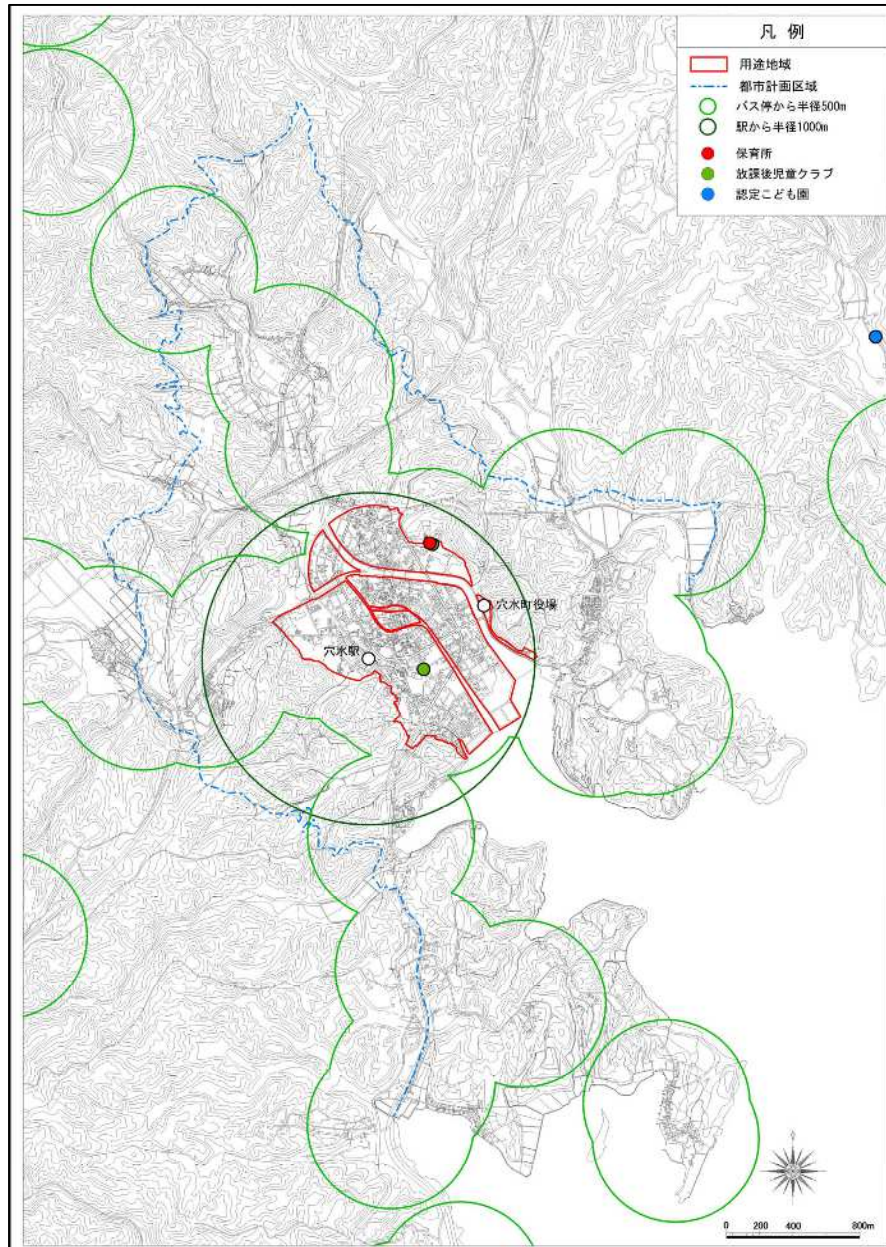 凡 例
用途地域
都市計画区域
バス停から半径500m
駅から半径1000m
保育所
放課後児童クラブ
認定こども園
穴水町役場
穴水駅
0 200 400 800m